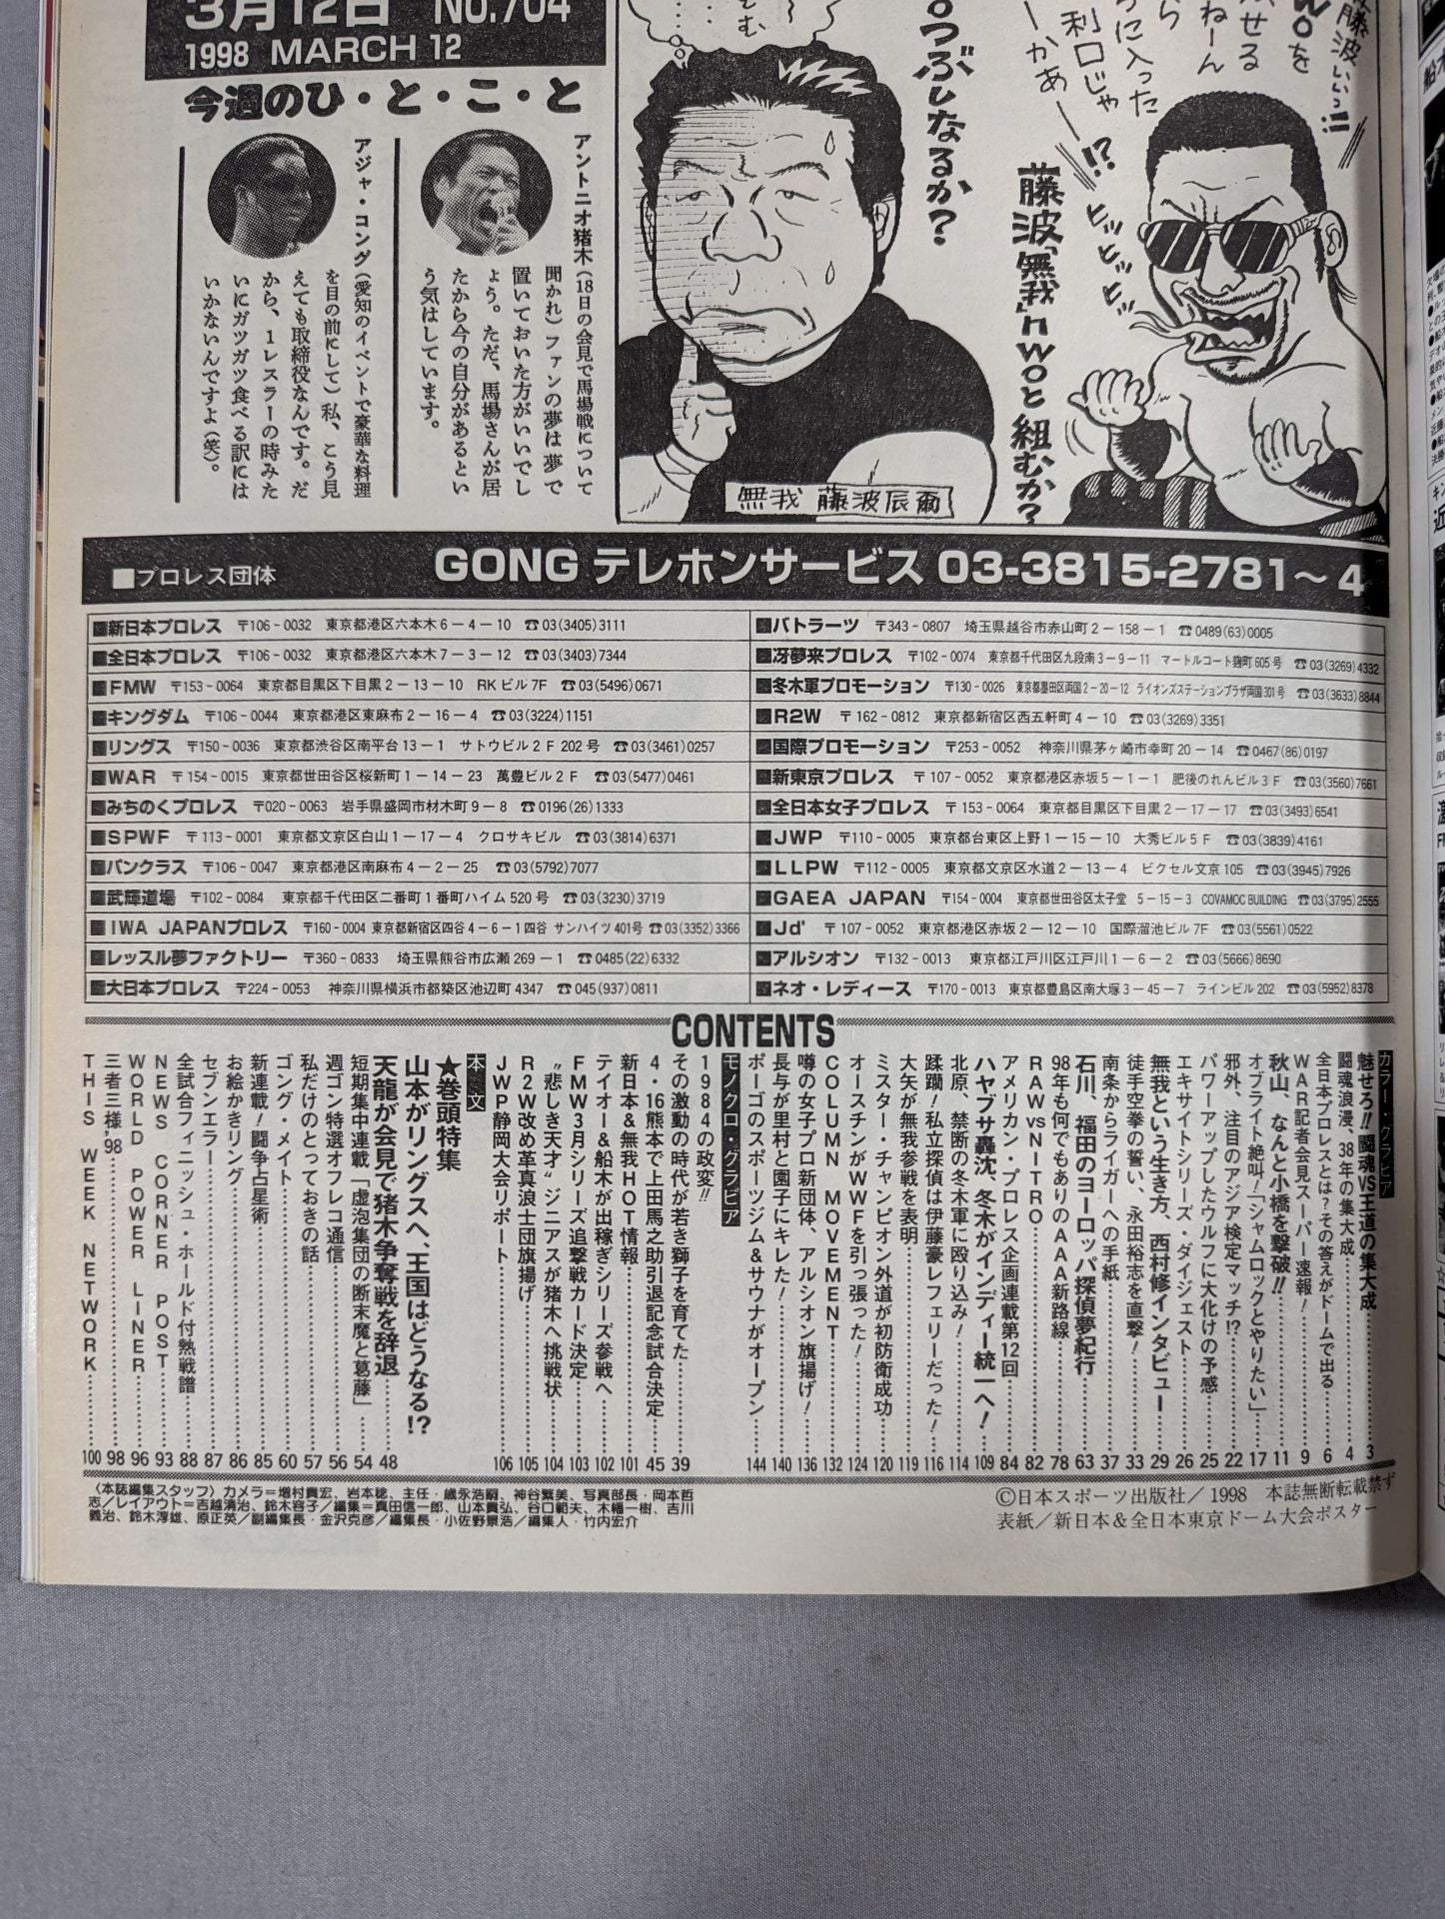 3月12日 No.704
1998 MARCH 12
今週のひ・と・こ・と
アントニオ猪木(18日の会見で馬場戦について
聞かれ)ファンの夢は夢で
置いておいた方がいいでし
ょう。ただ、馬場さんが居
たから今の自分があるとい
う気はしています。
アジャ・コング(愛知のイベントで豪華な料理
を目の前にして)私、こう見
えても取締役なんです。だ
から、1レスラーの時みた
いにガツガツ食べる訳には
いかないんですよ(笑)。
つぶしなるか?
藤波「無我」nWoと組むか?
無我 藤波辰爾
■プロレス団体 GONG テレホンサービス 03-3815-2781〜4
■新日本プロレス 〒106-0032 東京都港区六本木6-4-10 ☎03(3405)3111
■全日本プロレス 〒106-0032 東京都港区六本木7-3-12 ☎03(3403)7344
■FMW 〒153-0064 東京都目黒区下目黒2-13-10 RKビル7F ☎03(5496)0671
■キングダム 〒106-0044 東京都港区東麻布2-16-4 ☎03(3224)1151
■リングス 〒150-0036 東京都渋谷区南平台13-1 サトウビル2F202号 ☎03(3461)0257
■WAR 〒154-0015 東京都世田谷区桜新町1-14-23 萬豊ビル2F ☎03(5477)0461
■みちのくプロレス 〒020-0063 岩手県盛岡市材木町9-8 ☎0196(26)1333
■SPWF 〒113-0001 東京都文京区白山1-17-4 クロサキビル ☎03(3814)6371
■パンクラス 〒106-0047 東京都港区南麻布4-2-25 ☎03(5792)7077
■武輝道場 〒102-0084 東京都千代田区二番町1番町ハイム520号 ☎03(3230)3719
■IWA JAPANプロレス 〒160-0004 東京都新宿区四谷4-6-1四谷サンハイツ401号 ☎03(3352)3366
■レッスル夢ファクトリー 〒360-0833 埼玉県熊谷市広瀬269-1 ☎0485(22)6332
■大日本プロレス 〒224-0053 神奈川県横浜市都築区池辺町4347 ☎045(937)0811
■バトラーツ 〒343-0807 埼玉県越谷市赤山町2-158-1 ☎0489(63)0005
■冴夢来プロレス 〒102-0074 東京都千代田区九段南3-9-11 マートルコート麹町605号 ☎03(3269)4332
■冬木軍プロモーション 〒130-0026 東京都墨田区両国2-20-12 ライオンズステーションプラザ両国301号 ☎03(3633)8844
■R2W 〒162-0812 東京都新宿区西五軒町4-10 ☎03(3269)3351
■国際プロモーション 〒253-0052 神奈川県茅ヶ崎市幸町20-14 ☎0467(86)0197
■新東京プロレス 〒107-0052 東京都港区赤坂5-1-1 肥後のれんビル3F ☎03(3560)7661
■全日本女子プロレス 〒153-0064 東京都目黒区下目黒2-17-17 ☎03(3493)6541
■JWP 〒110-0005 東京都台東区上野1-15-10 大秀ビル5F ☎03(3839)4161
■LLPW 〒112-0005 東京都文京区水道2-13-4 ビクセル文京105 ☎03(3945)7926
■GAEA JAPAN 〒154-0004 東京都世田谷区太子堂 5-15-3 COVAMOC BUILDING ☎03(3795)2555
■Jd' 〒107-0052 東京都港区赤坂2-12-10 国際溜池ビル7F ☎03(5561)0522
■アルシオン 〒132-0013 東京都江戸川区江戸川1-6-2 ☎03(5666)8690
■ネオ・レディース 〒170-0013 東京都豊島区南大塚3-45-7 ラインビル202 ☎03(5952)8378
CONTENTS
カラー・グラビア
魅せろ!! 闘魂VS王道の集大成……3
闘魂浪漫、38年の集大成……4
全日本プロレスとは?その答えがドームで出る……6
WAR記者会見スーパー速報!……9
秋山、なんと小橋を撃破!!……11
オブライト絶叫!「シャムロックとやりたい」……17
邪外、注目のアジア検定マッチ!?……22
パワーアップしたウルフに大化けの予感……25
エキサイトシリーズ・ダイジェスト……26
無我という生き方、西村修インタビュー……29
徒手空拳の誓い、永田裕志を直撃!……33
南条からライガーへの手紙……37
石川、福田のヨーロッパ探偵夢紀行……63
98年も何でもありのAAA新路線……78
RAWvsNITRO……82
アメリカン・プロレス企画連載第12回……84
ハヤブサ轟沈、冬木がインディー統一へ!……109
北原、禁断の冬木軍に殴り込み!……114
蹂躙!私立探偵は伊藤豪レフェリーだった!……116
大矢が無我参戦を表明……119
ミスター・チャンピオン外道が初防衛成功……120
オースチンがWWFを引っ張った!……124
COLUMN MOVEMENT……132
噂の女子プロ新団体、アルシオン旗揚げ!……136
長与が里村と園子にキレた!……140
ボーゴのスポーツジム&サウナがオープン……144
モノクロ・グラビア
1984の政変!!
その激動の時代が若き獅子を育てた……39
4・16熊本で上田馬之助引退記念試合決定……45
新日本&無我HOT情報……101
テイオー&船木が出稼ぎシリーズ参戦へ……102
FMW3月シリーズ追撃戦カード決定……103
“悲しき天才”ジニアスが猪木へ挑戦状……104
R2W改め革真浪士団旗揚げ……105
JWP静岡大会リポート……106
本・文
★巻頭特集
山本がリングスへ、王国はどうなる!?
天龍が会見で猪木争奪戦を辞退……48
短期集中連載「虚泡集団の断末魔と葛藤」……54
週ゴン特選オフレコ通信……56
私だけのとっておきの話……57
ゴング・メイト……60
新連載!闘争占星術……85
お絵かきリング……86
セブンエラー……87
全試合フィニッシュ・ホールド付熱戦譜……88
NEWS CORNER POST……93
WORLD POWER LINER……96
三者三様'98……98
THIS WEEK NETWORK……100
〈本誌編集スタッフ〉カメラ=増村貴宏、岩本稔、主任・歳永浩嗣、神谷繁美、写真部長・岡本哲
志/レイアウト=吉越清治、鈴木容子/編集=真田信一郎、山本貴弘、谷口範夫、木幡一樹、吉川
義治、鈴木淳雄、原正英/副編集長・金沢克彦/編集長・小佐野景浩/編集人・竹内宏介
©日本スポーツ出版社/1998 本誌無断転載禁ず
表紙/新日本&全日本東京ドーム大会ポスター